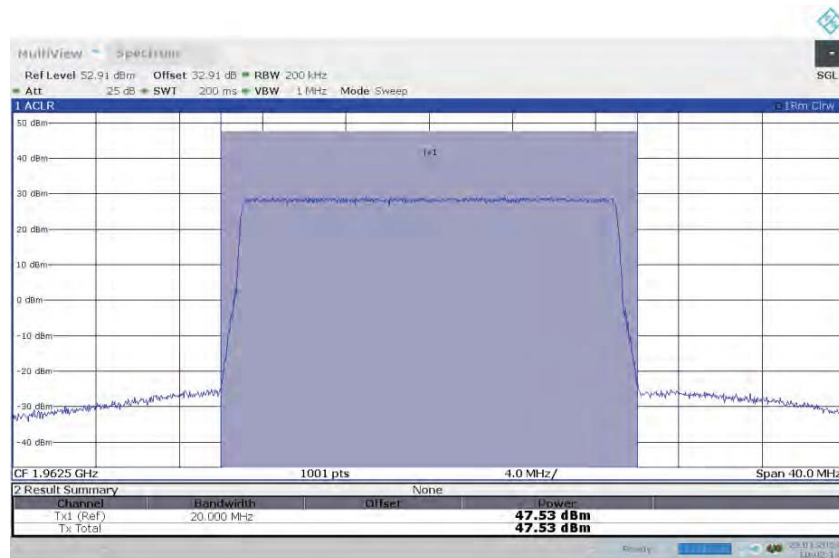 MultiView Spectrum
Ref Level 52.91 dBm Offset 32.91 dB RBW 200 kHz
SGL
Att 25 dB SWT 200 ms VBW 1 MHz Mode Sweep
1 ACLR 1Rm Clrw
50 dBm
Tx1
40 dBm
30 dBm
20 dBm
10 dBm
0 dBm
-10 dBm
-20 dBm
-30 dBm
-40 dBm
CF 1.9625 GHz 1001 pts 4.0 MHz/ Span 40.0 MHz
2 Result Summary None
Channel Bandwidth Offset Power
Tx1 (Ref) 20.000 MHz 47.53 dBm
Tx Total 47.53 dBm
Ready